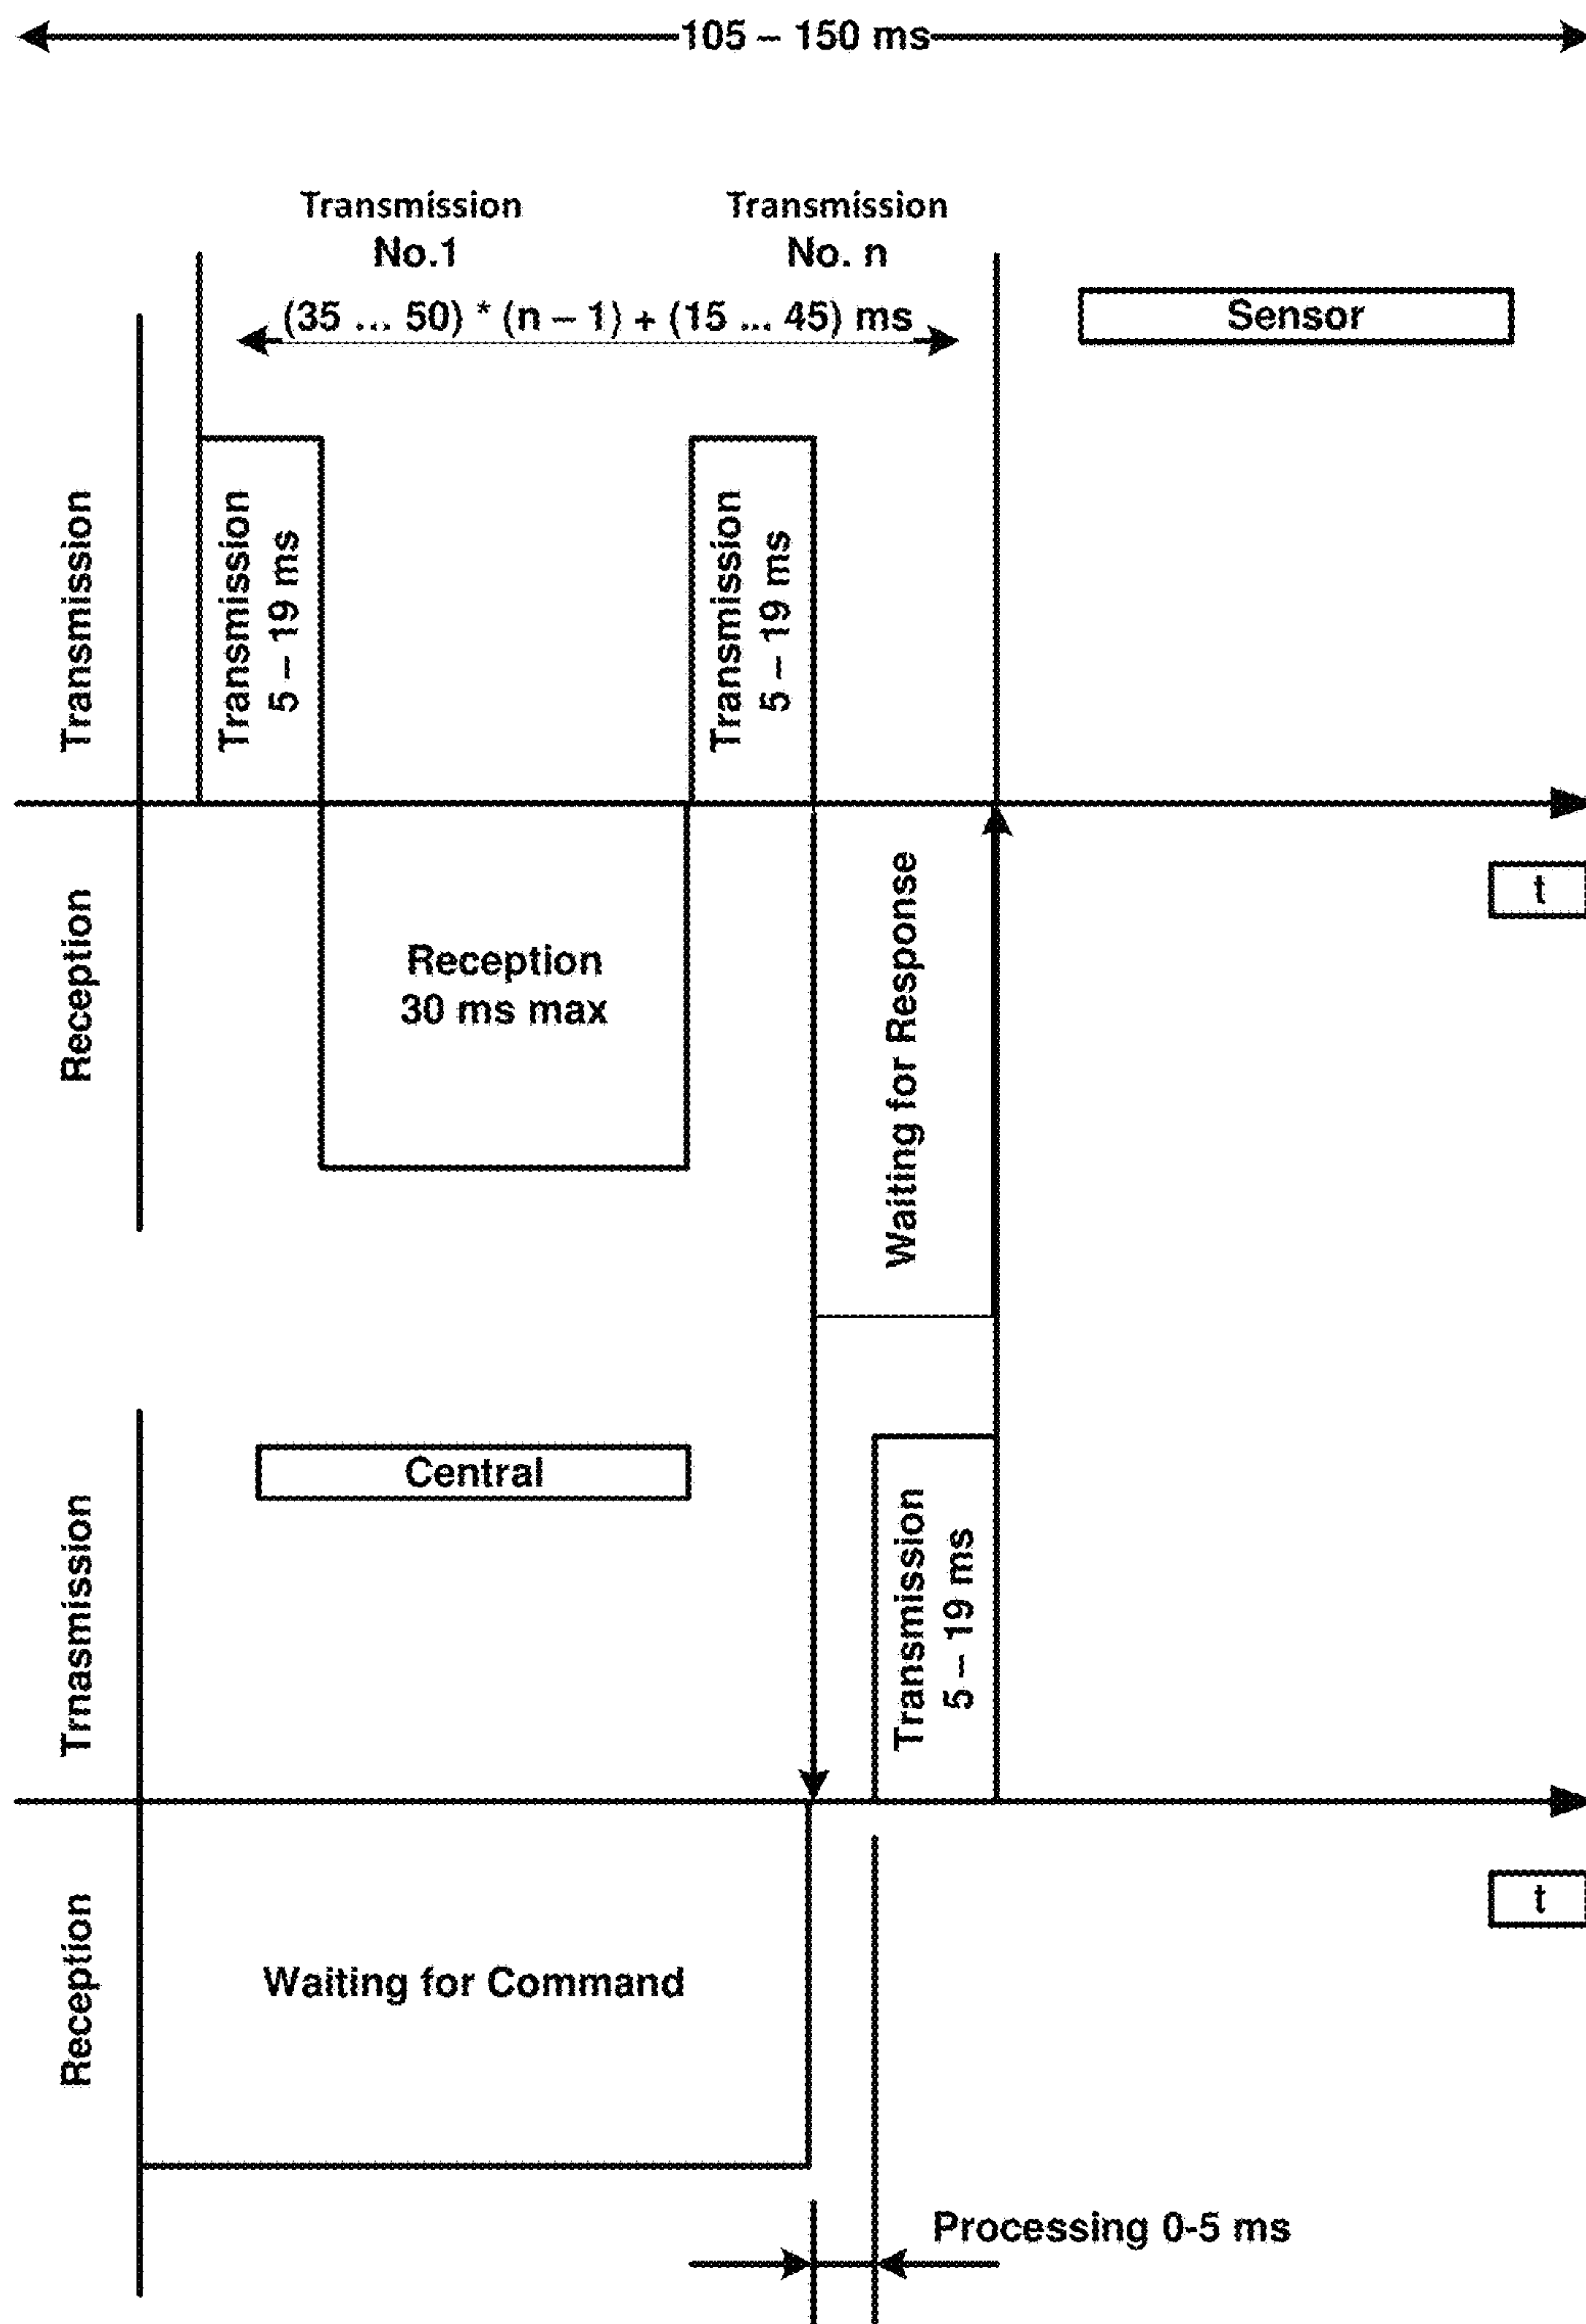 105 – 150 ms
Transmission
No.1
Transmission
No. n
(35 ... 50) * (n – 1) + (15 ... 45) ms
Sensor
Transmission
Transmission
5 – 19 ms
Transmission
5 – 19 ms
Reception
Reception
30 ms max
Waiting for Response
t
Central
Trnasmission
Transmission
5 – 19 ms
Reception
Waiting for Command
t
Processing 0-5 ms